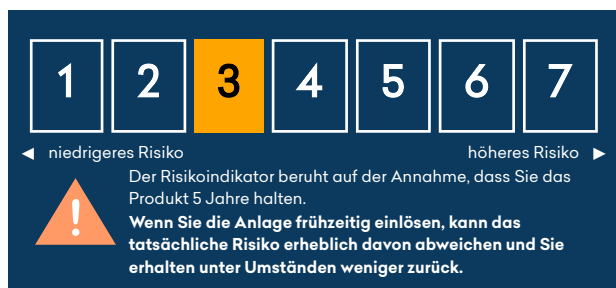 1 2 3 4 5 6 7
◄ niedrigeres Risiko höheres Risiko ►
Der Risikoindikator beruht auf der Annahme, dass Sie das
Produkt 5 Jahre halten.
!
Wenn Sie die Anlage frühzeitig einlösen, kann das
tatsächliche Risiko erheblich davon abweichen und Sie
erhalten unter Umständen weniger zurück.